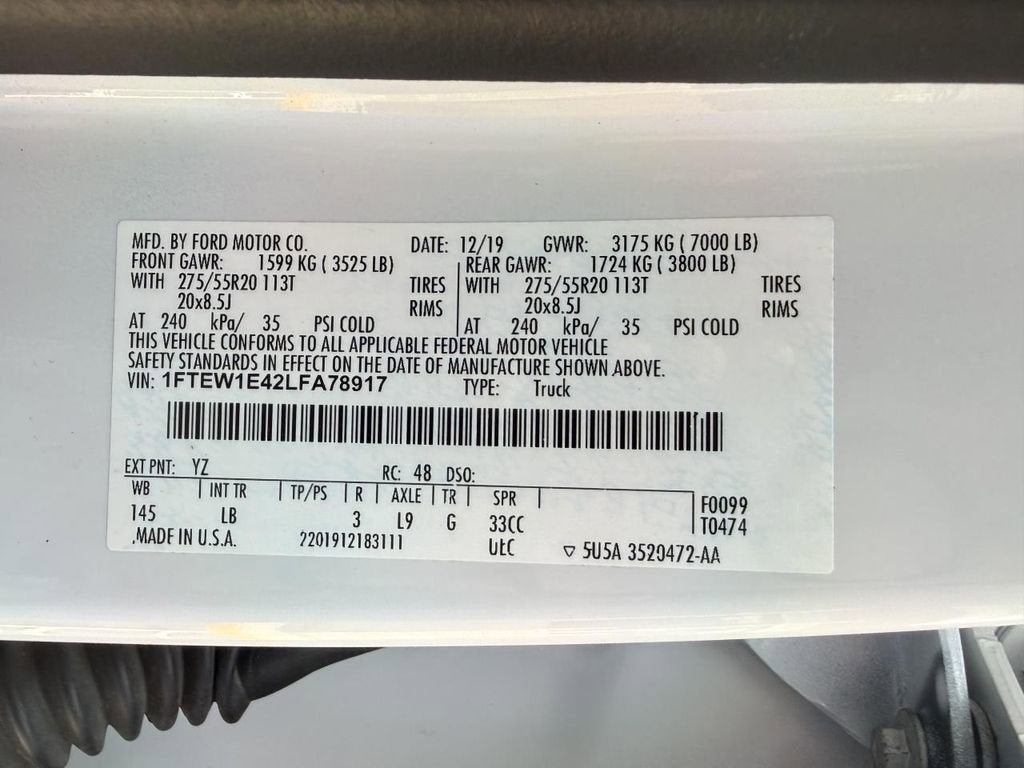 MFD. BY FORD MOTOR CO. DATE: 12/19 GVWR: 3175 KG ( 7000 LB)
FRONT GAWR: 1599 KG ( 3525 LB) REAR GAWR: 1724 KG ( 3800 LB)
WITH 275/55R20 113T TIRES WITH 275/55R20 113T TIRES
20x8.5J RIMS 20x8.5J RIMS
AT 240 kPa/ 35 PSI COLD AT 240 kPa/ 35 PSI COLD
THIS VEHICLE CONFORMS TO ALL APPLICABLE FEDERAL MOTOR VEHICLE
SAFETY STANDARDS IN EFFECT ON THE DATE OF MANUFACTURE SHOWN ABOVE.
VIN: 1FTEW1E42LFA78917 TYPE: Truck
EXT PNT: YZ RC: 48 DSO:
WB INT TR TP/PS R AXLE TR SPR F0099
145 LB 3 L9 G 33CC T0474
MADE IN U.S.A. 2201912183111 UtC ▽ 5U5A 3520472-AA